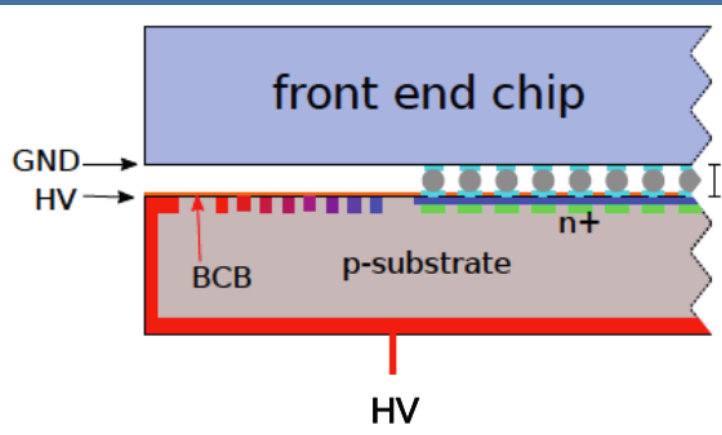 front end chip
GND
HV
n+
BCB
p-substrate
HV